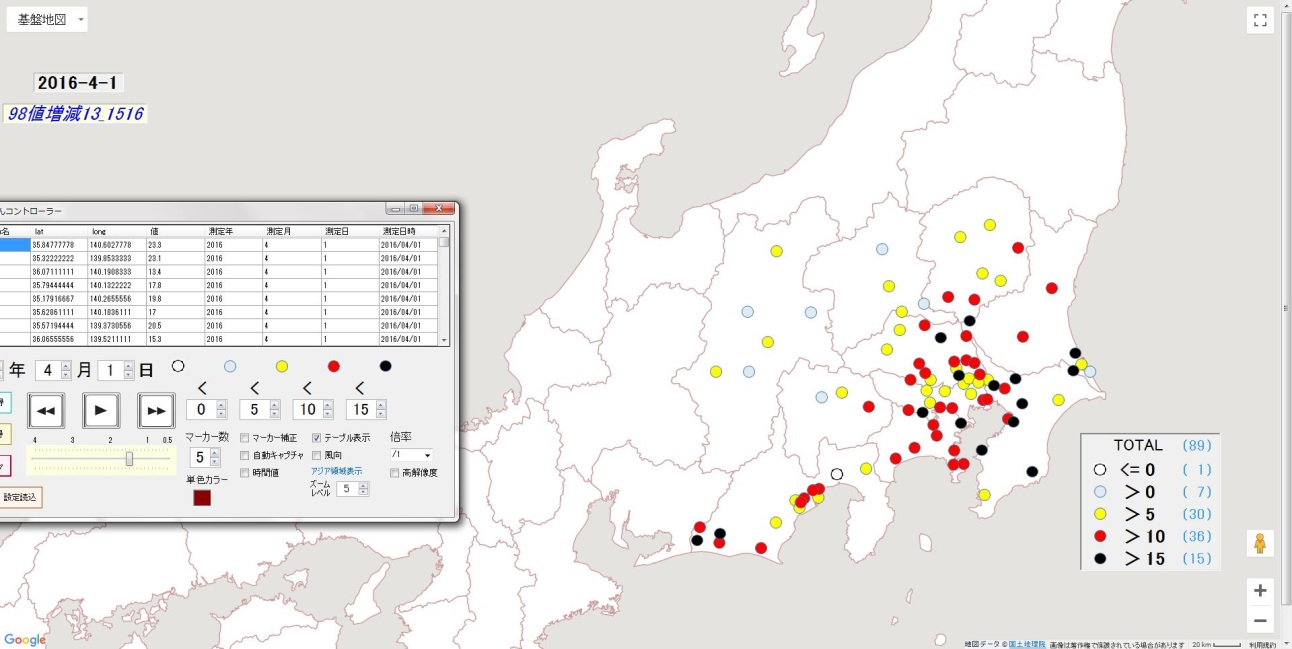 基盤地図
2016-4-1
98値増減13_1516
んコントローラー
名 lat long 値 測定年 測定月 測定日 測定日時
35.84777778 140.6027778 23.3 2016 4 1 2016/04/01
35.32222222 139.8533333 23.1 2016 4 1 2016/04/01
36.07111111 140.1908333 13.4 2016 4 1 2016/04/01
35.79444444 140.1322222 17.8 2016 4 1 2016/04/01
35.17916667 140.2655556 19.8 2016 4 1 2016/04/01
35.62861111 140.1836111 17 2016 4 1 2016/04/01
35.57194444 139.3730556 20.5 2016 4 1 2016/04/01
36.06555556 139.5211111 15.3 2016 4 1 2016/04/01
年 4 月 1 日
< < < <
0 5 10 15
4 3 2 1 0.5
マーカー数 マーカー補正 テーブル表示 倍率
5 自動キャプチャ 風向 /1
時間値 アジア領域表示 高解像度
単色カラー ズームレベル 5
設定読込
TOTAL (89)
<= 0 ( 1)
> 0 ( 7)
> 5 (30)
> 10 (36)
> 15 (15)
Google
地図データ © 国土地理院 画像は著作権で保護されている場合があります 20 km 利用規約